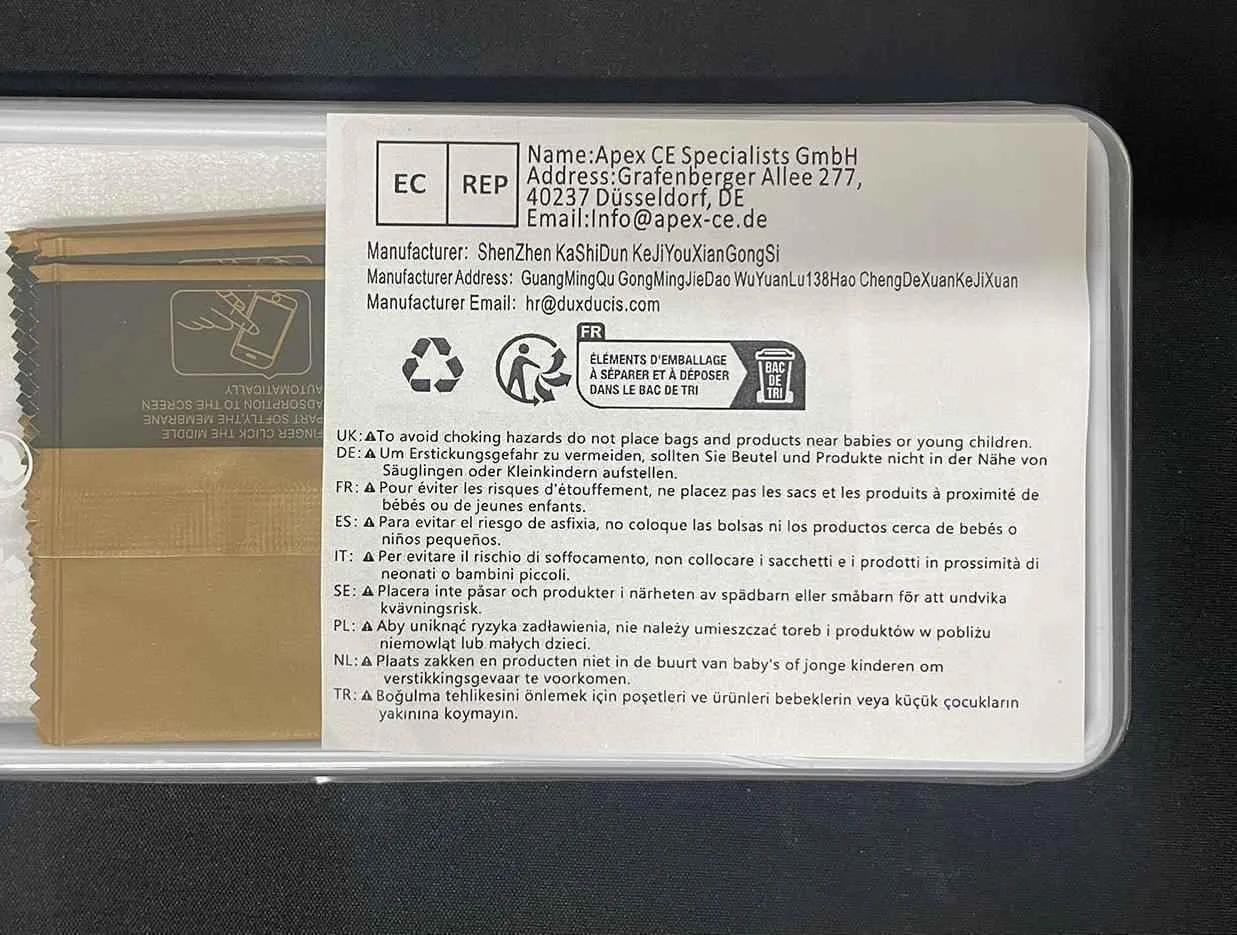 EC REP
Name:Apex CE Specialists GmbH
Address:Grafenberger Allee 277,
40237 Düsseldorf, DE
Email:Info@apex-ce.de
Manufacturer: ShenZhen KaShiDun KeJiYouXianGongSi
Manufacturer Address: GuangMingQu GongMingJieDao WuYuanLu138Hao ChengDeXuanKeJiXuan
Manufacturer Email: hr@duxducis.com
FR
ÉLÉMENTS D'EMBALLAGE
À SÉPARER ET À DÉPOSER
DANS LE BAC DE TRI
BAC
DE
TRI
UK:⚠To avoid choking hazards do not place bags and products near babies or young children.
DE:⚠Um Erstickungsgefahr zu vermeiden, sollten Sie Beutel und Produkte nicht in der Nähe von
Säuglingen oder Kleinkindern aufstellen.
FR:⚠Pour éviter les risques d'étouffement, ne placez pas les sacs et les produits à proximité de
bébés ou de jeunes enfants.
ES:⚠Para evitar el riesgo de asfixia, no coloque las bolsas ni los productos cerca de bebés o
niños pequeños.
IT:⚠Per evitare il rischio di soffocamento, non collocare i sacchetti e i prodotti in prossimità di
neonati o bambini piccoli.
SE:⚠Placera inte påsar och produkter i närheten av spädbarn eller småbarn för att undvika
kvävningsrisk.
PL:⚠Aby uniknąć ryzyka zadławienia, nie należy umieszczać toreb i produktów w pobliżu
niemowląt lub małych dzieci.
NL:⚠Plaats zakken en producten niet in de buurt van baby's of jonge kinderen om
verstikkingsgevaar te voorkomen.
TR:⚠Boğulma tehlikesini önlemek için poşetleri ve ürünleri bebeklerin veya küçük çocukların
yakınına koymayın.
FINGER CLICK THE MIDDLE
PART SOFTLY,THE MEMBRANE
ADSORPTION TO THE SCREEN
AUTOMATICALLY